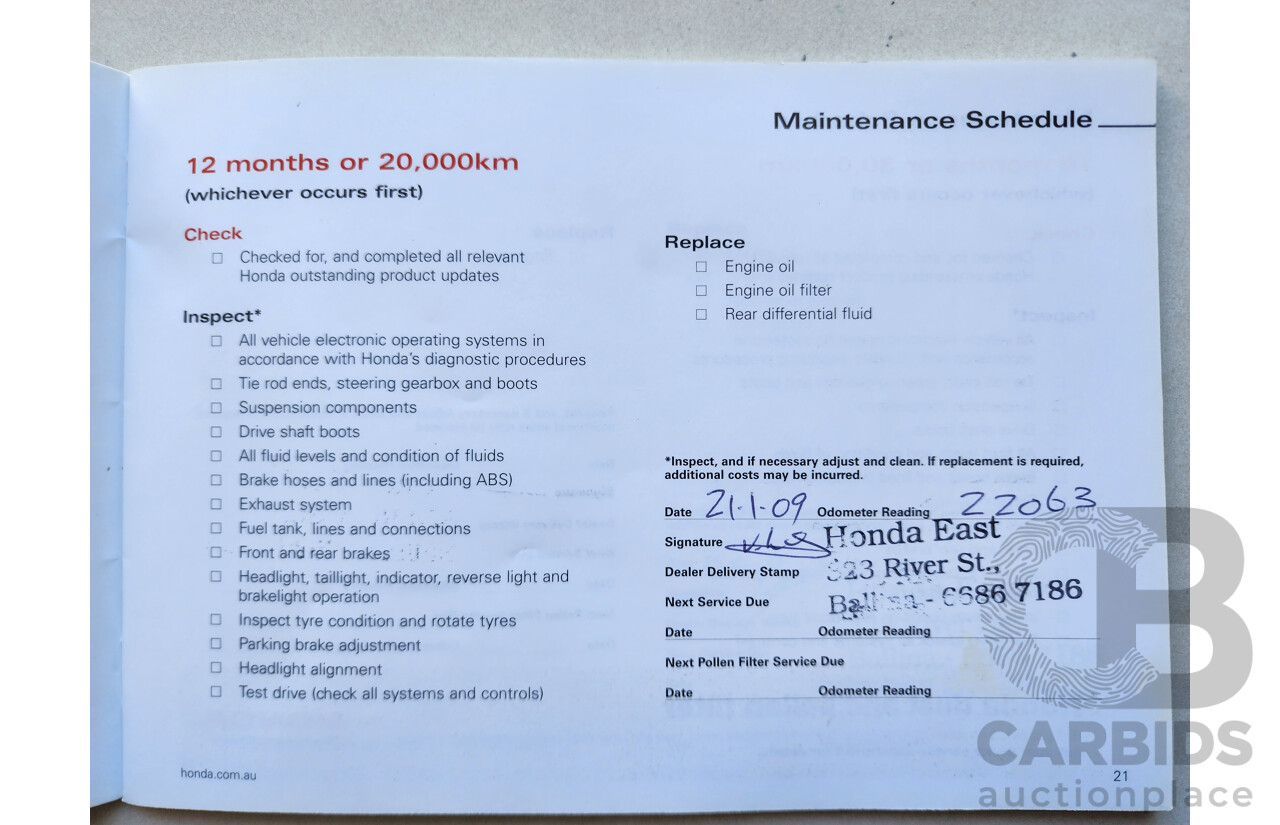 Maintenance Schedule
12 months or 20,000km
(whichever occurs first)
Check
☐ Checked for, and completed all relevant
Honda outstanding product updates
Inspect*
☐ All vehicle electronic operating systems in
accordance with Honda's diagnostic procedures
☐ Tie rod ends, steering gearbox and boots
☐ Suspension components
☐ Drive shaft boots
☐ All fluid levels and condition of fluids
☐ Brake hoses and lines (including ABS)
☐ Exhaust system
☐ Fuel tank, lines and connections
☐ Front and rear brakes
☐ Headlight, taillight, indicator, reverse light and
brakelight operation
☐ Inspect tyre condition and rotate tyres
☐ Parking brake adjustment
☐ Headlight alignment
☐ Test drive (check all systems and controls)
Replace
☐ Engine oil
☐ Engine oil filter
☐ Rear differential fluid
*Inspect, and if necessary adjust and clean. If replacement is required,
additional costs may be incurred.
Date 21-1-09 Odometer Reading 22063
Signature Honda East
Dealer Delivery Stamp River St.,
Next Service Due Ballina - 6686 7186
Date Odometer Reading
Next Pollen Filter Service Due
Date Odometer Reading
honda.com.au
21
CARBIDS
auctionplace